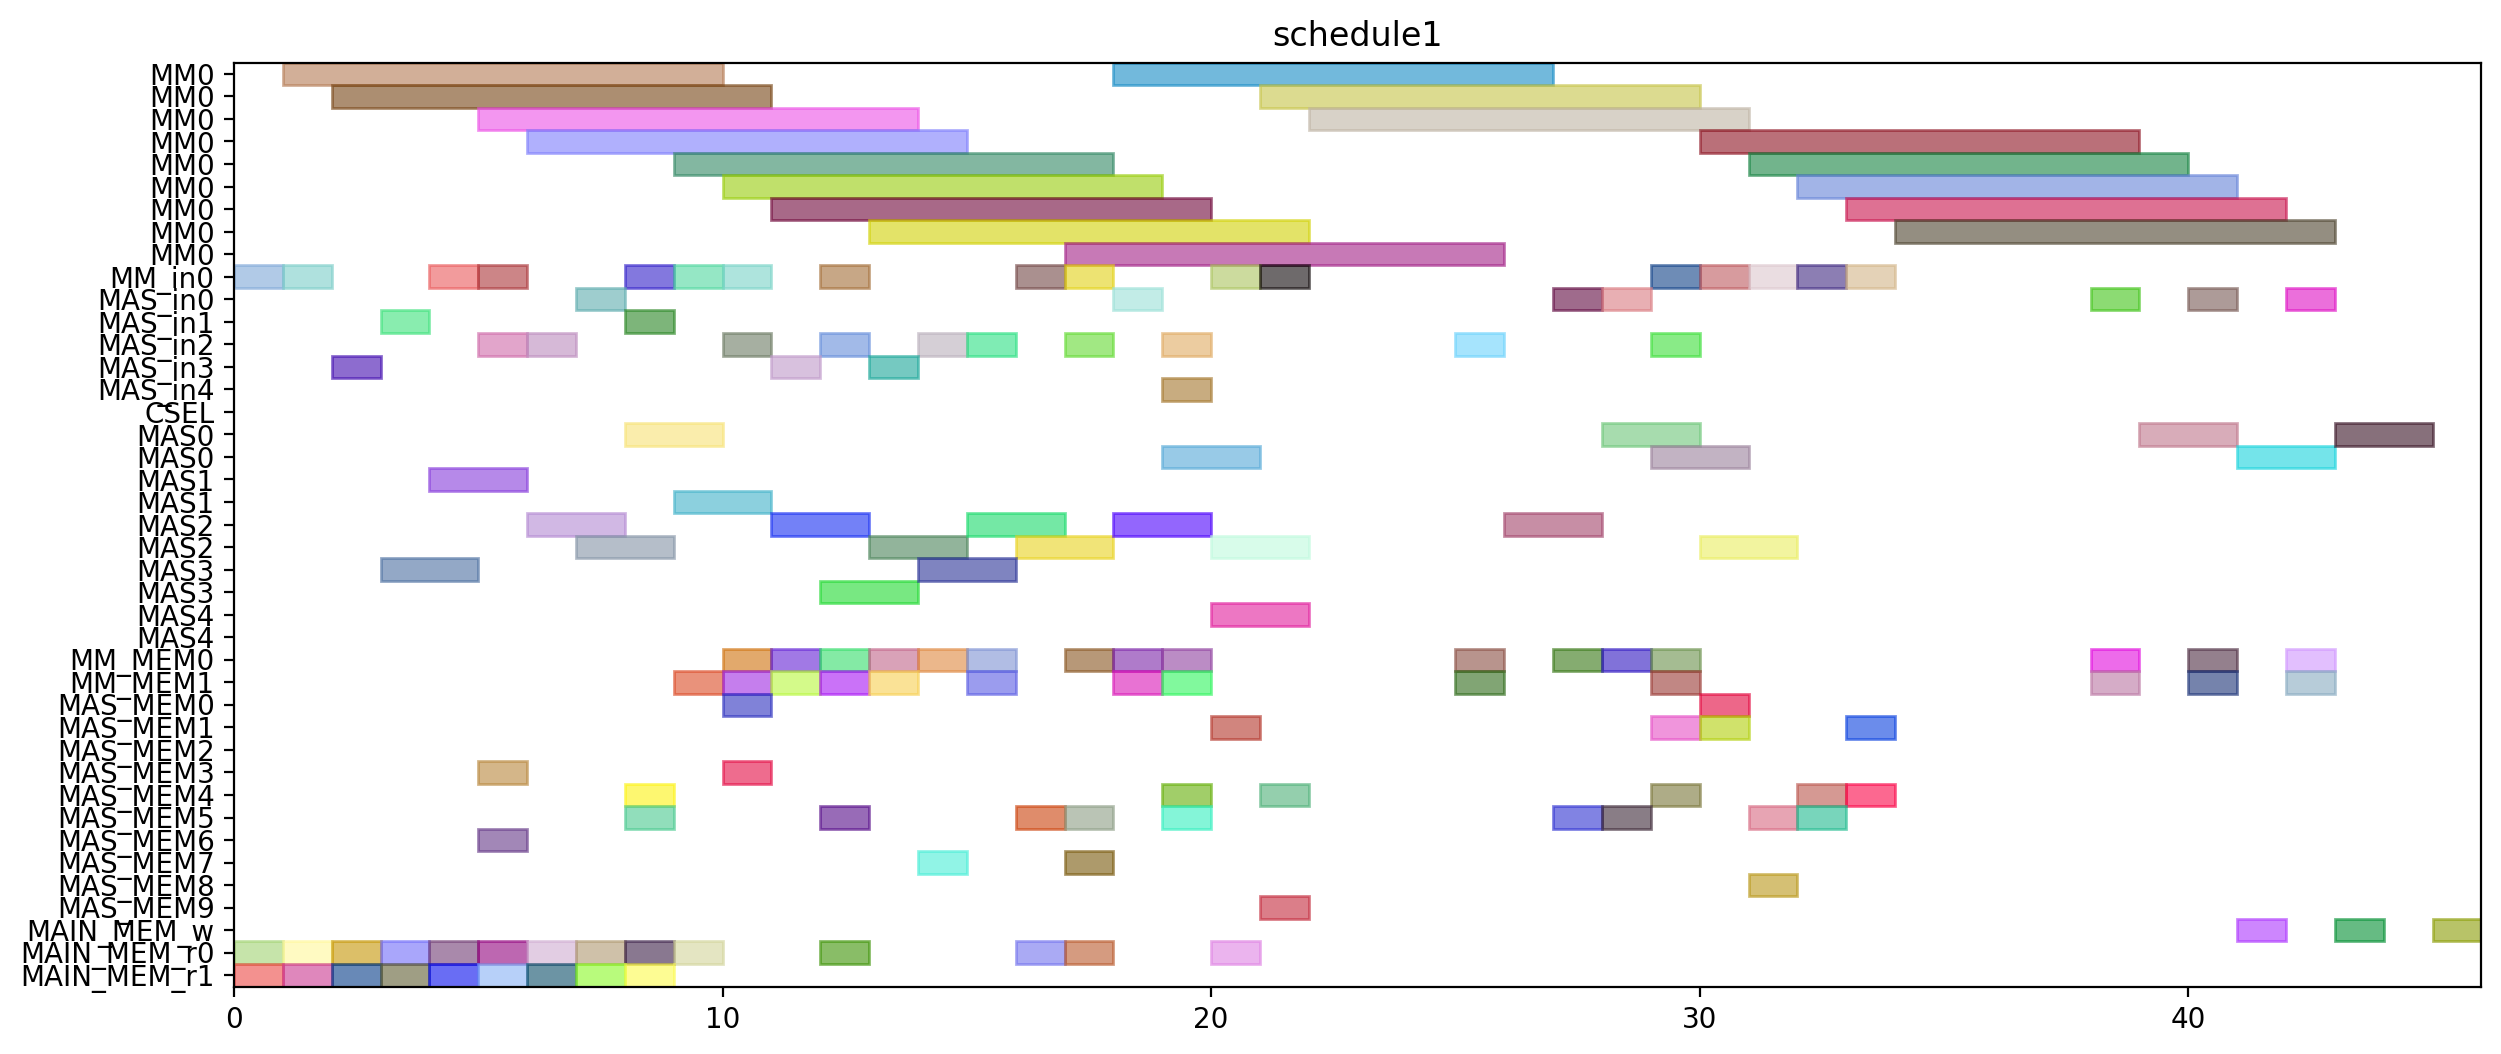 schedule1
MM0
MM0
MM0
MM0
MM0
MM0
MM0
MM0
MM0
MM_in0
MAS_in0
MAS_in1
MAS_in2
MAS_in3
MAS_in4
CSEL
MAS0
MAS0
MAS1
MAS1
MAS2
MAS2
MAS3
MAS3
MAS4
MAS4
MM_MEM0
MM_MEM1
MAS_MEM0
MAS_MEM1
MAS_MEM2
MAS_MEM3
MAS_MEM4
MAS_MEM5
MAS_MEM6
MAS_MEM7
MAS_MEM8
MAS_MEM9
MAIN_MEM_w
MAIN_MEM_r0
MAIN_MEM_r1
0 10 20 30 40